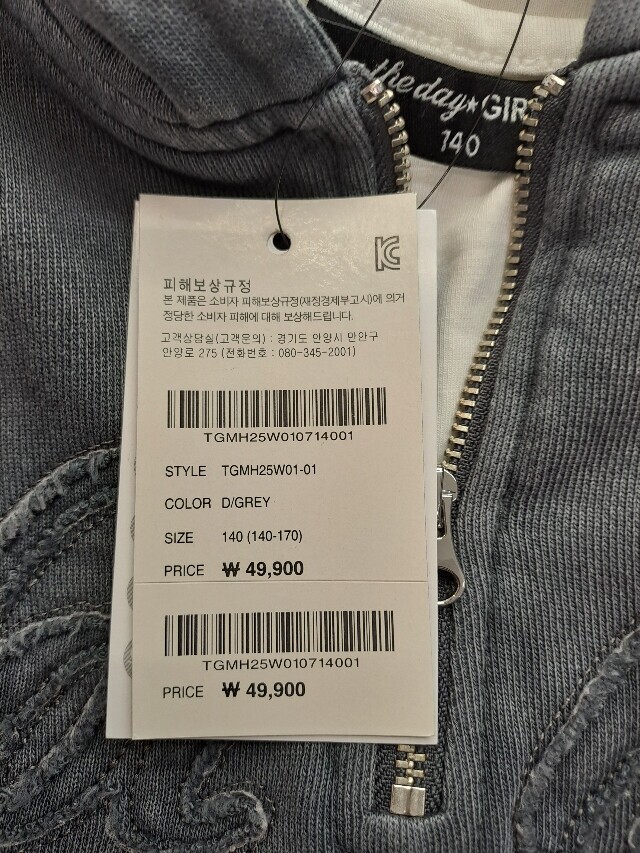 the day★GIR
140
피해보상규정
본 제품은 소비자 피해보상규정(재정경제부고시)에 의거
정당한 소비자 피해에 대해 보상해드립니다.
고객상담실(고객문의) : 경기도 안양시 만안구
안양로 275 (전화번호 : 080-345-2001)
TGMH25W010714001
STYLE TGMH25W01-01
COLOR D/GREY
SIZE 140 (140-170)
PRICE ₩ 49,900
TGMH25W010714001
PRICE ₩ 49,900